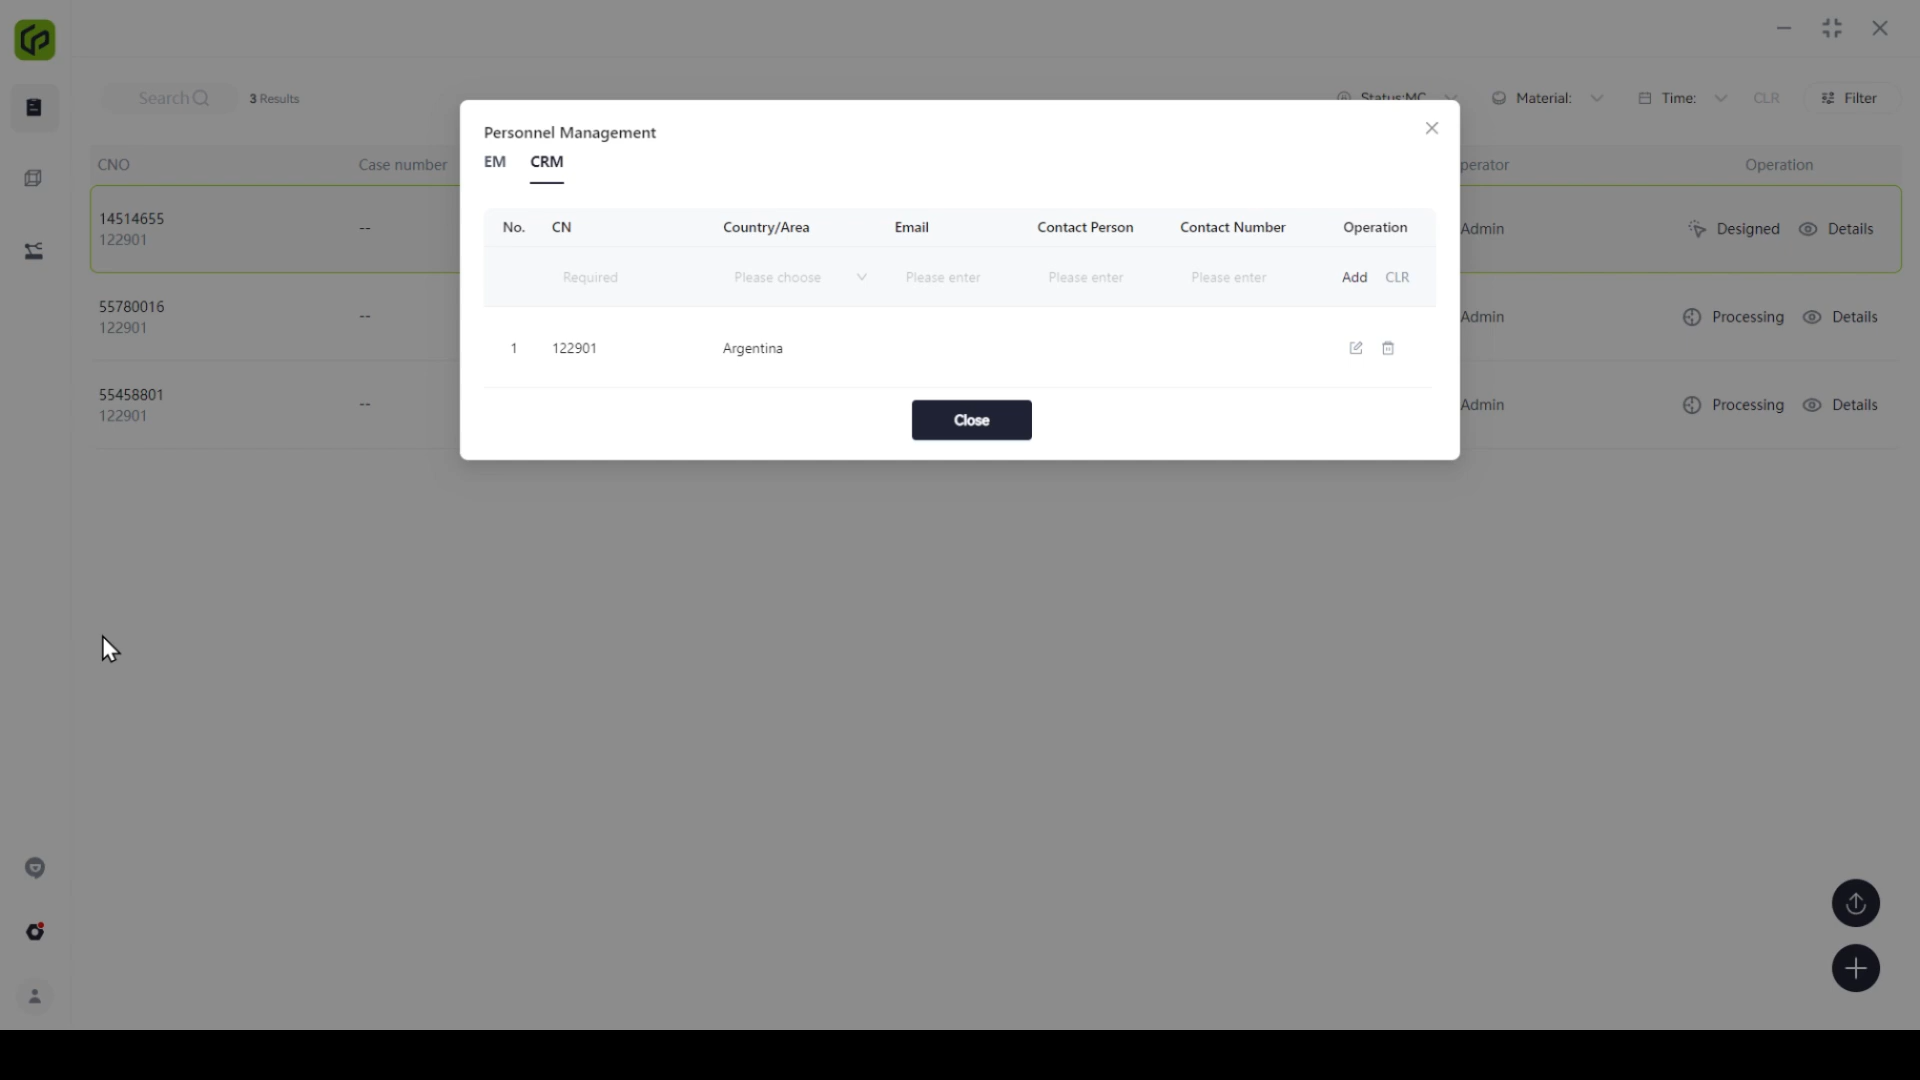 Search
3 Results
Status:MC
Material:
Time:
CLR
Filter
CNO
Case number
perator
Operation
14514655
122901
--
Admin
Designed
Details
55780016
122901
--
Admin
Processing
Details
55458801
122901
--
Admin
Processing
Details
Personnel Management
EM
CRM
No. CN Country/Area Email Contact Person Contact Number Operation
Required Please choose Please enter Please enter Please enter Add CLR
1 122901 Argentina
Close